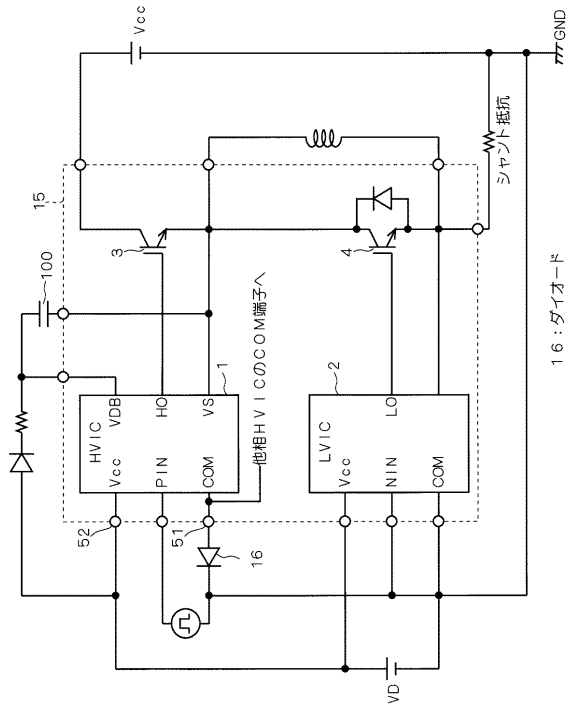 Vcc
GND
シャント抵抗
15
3
4
100
他相HVICのCOM端子へ
1
HVIC
VDB
HO
VS
Vcc
PIN
COM
2
LVIC
LO
Vcc
NIN
COM
52
51
16
VD
16:ダイオード